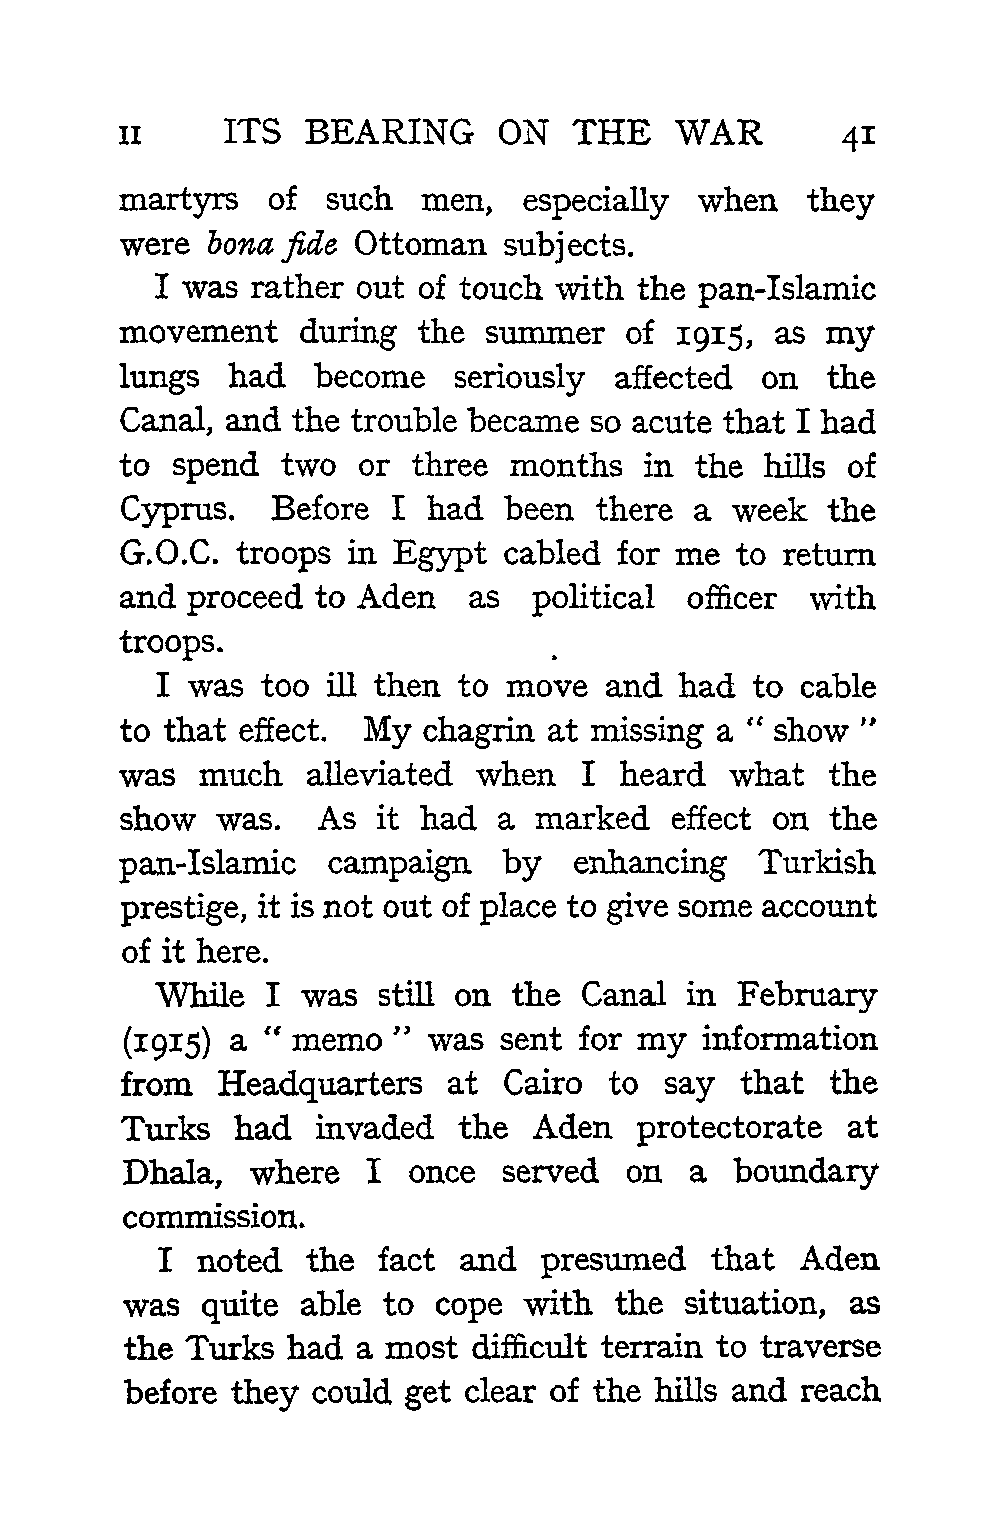 II ITS BEARING ON THE WAR 41
martyrs of such men, especially when they
were bona fide Ottoman subjects.
I was rather out of touch with the pan-Islamic
movement during the summer of 1915, as my
lungs had become seriously affected on the
Canal, and the trouble became so acute that I had
to spend two or three months in the hills of
Cyprus. Before I had been there a week the
G.O.C. troops in Egypt cabled for me to return
and proceed to Aden as political officer with
troops.
I was too ill then to move and had to cable
to that effect. My chagrin at missing a “ show ”
was much alleviated when I heard what the
show was. As it had a marked effect on the
pan-Islamic campaign by enhancing Turkish
prestige, it is not out of place to give some account
of it here.
While I was still on the Canal in February
(1915) a “ memo ” was sent for my information
from Headquarters at Cairo to say that the
Turks had invaded the Aden protectorate at
Dhala, where I once served on a boundary
commission.
I noted the fact and presumed that Aden
was quite able to cope with the situation, as
the Turks had a most difficult terrain to traverse
before they could get clear of the hills and reach